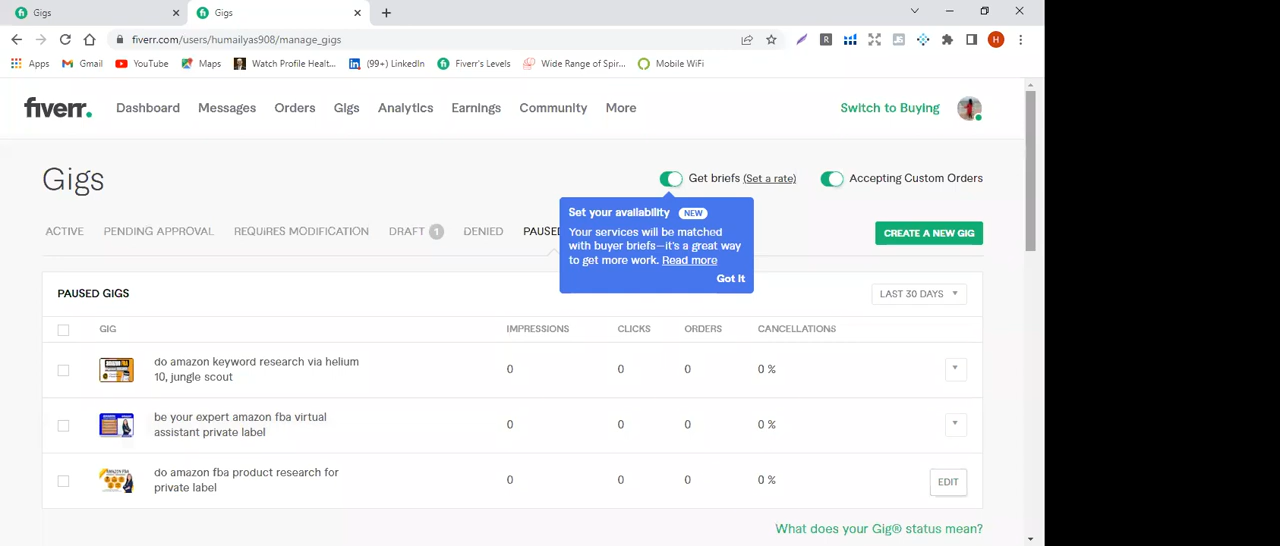 Gigs
Gigs
fiverr.com/users/humailyas908/manage_gigs
R
H
Apps
Gmail
YouTube
Maps
Watch Profile Healt...
(99+) LinkedIn
Fiverr's Levels
Wide Range of Spir...
Mobile WiFi
fiverr.
Dashboard
Messages
Orders
Gigs
Analytics
Earnings
Community
More
Switch to Buying
Gigs
Get briefs (Set a rate)
Accepting Custom Orders
Set your availability NEW
Your services will be matched
with buyer briefs—it's a great way
to get more work. Read more
Got it
ACTIVE
PENDING APPROVAL
REQUIRES MODIFICATION
DRAFT 1
DENIED
CREATE A NEW GIG
PAUSED GIGS
LAST 30 DAYS
GIG
IMPRESSIONS
CLICKS
ORDERS
CANCELLATIONS
do amazon keyword research via helium
10, jungle scout
0
0
0
0 %
be your expert amazon fba virtual
assistant private label
0
0
0
0 %
do amazon fba product research for
private label
0
0
0
0 %
EDIT
What does your Gig® status mean?